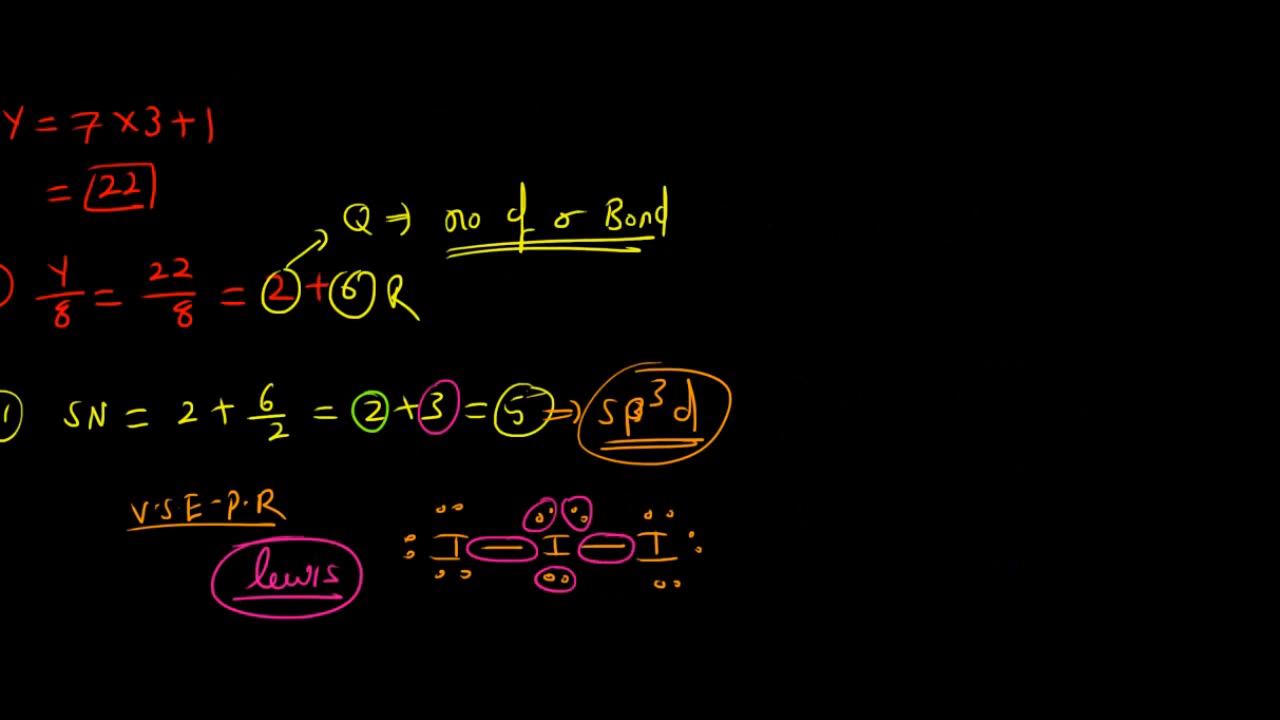 Y = 7 × 3 + 1
= 22
Q ⇒ no of σ Bond
Y/8 = 22/8 = 2 + 6 R
1) SN = 2 + 6/2 = 2 + 3 = 5 ⇒ sp³d
V.S.E-P.R
lewis
I — I — I